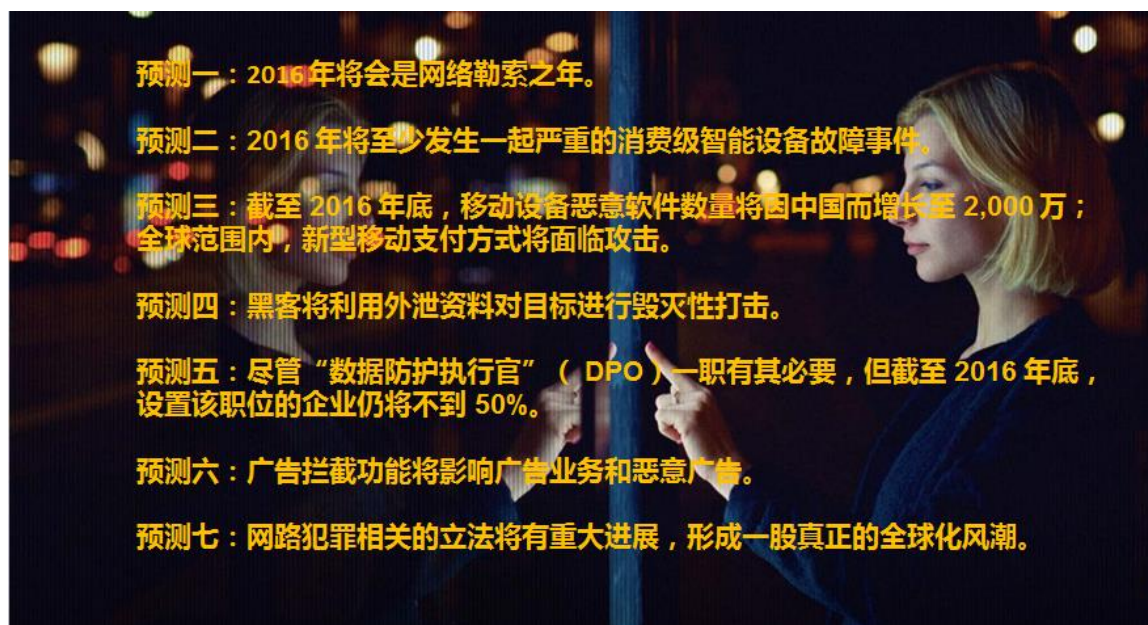 预测一：2016年将会是网络勒索之年。
预测二：2016 年将至少发生一起严重的消费级智能设备故障事件。
预测三：截至 2016 年底，移动设备恶意软件数量将因中国而增长至 2,000 万；
全球范围内，新型移动支付方式将面临攻击。
预测四：黑客将利用外泄资料对目标进行毁灭性打击。
预测五：尽管“数据防护执行官”（ DPO ）一职有其必要，但截至 2016 年底，
设置该职位的企业仍将不到 50%。
预测六：广告拦截功能将影响广告业务和恶意广告。
预测七：网路犯罪相关的立法将有重大进展，形成一股真正的全球化风潮。